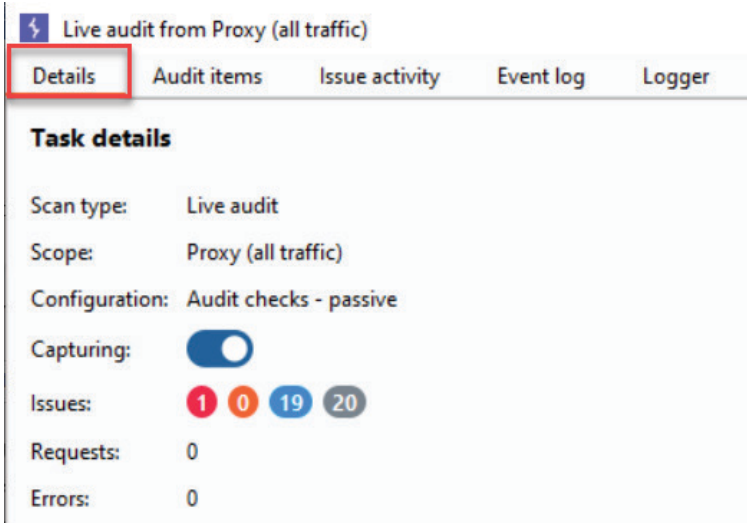 Live audit from Proxy (all traffic)
Details Audit items Issue activity Event log Logger
Task details
Scan type: Live audit
Scope: Proxy (all traffic)
Configuration: Audit checks - passive
Capturing:
Issues: 1 0 19 20
Requests: 0
Errors: 0